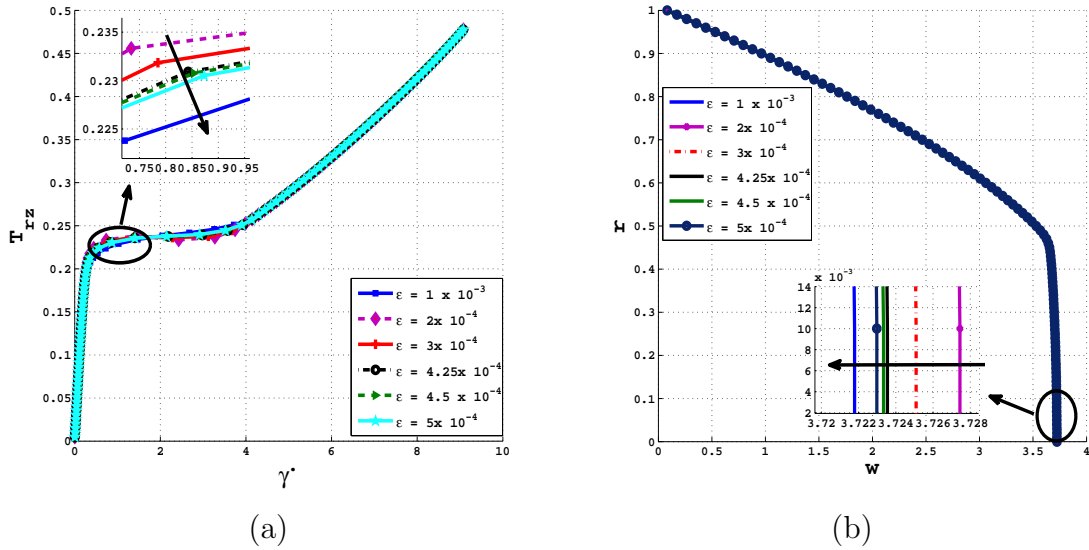 0.5
0.45
0.4
0.35
0.3
0.25
0.2
0.15
0.1
0.05
0
T_rz
0 2 4 6 8 10
γ˙
0.235
0.23
0.225
0.75 0.8 0.85 0.90 0.95
ε = 1 x 10⁻³
ε = 2x 10⁻⁴
ε = 3x 10⁻⁴
ε = 4.25x 10⁻⁴
ε = 4.5 x 10⁻⁴
ε = 5x 10⁻⁴
(a)
1
0.9
0.8
0.7
0.6
0.5
0.4
0.3
0.2
0.1
0
r
0 0.5 1 1.5 2 2.5 3 3.5 4
w
ε = 1 x 10⁻³
ε = 2x 10⁻⁴
ε = 3x 10⁻⁴
ε = 4.25x 10⁻⁴
ε = 4.5 x 10⁻⁴
ε = 5x 10⁻⁴
x 10⁻³
14
12
10
8
6
4
2
3.72 3.722 3.724 3.726 3.728
(b)